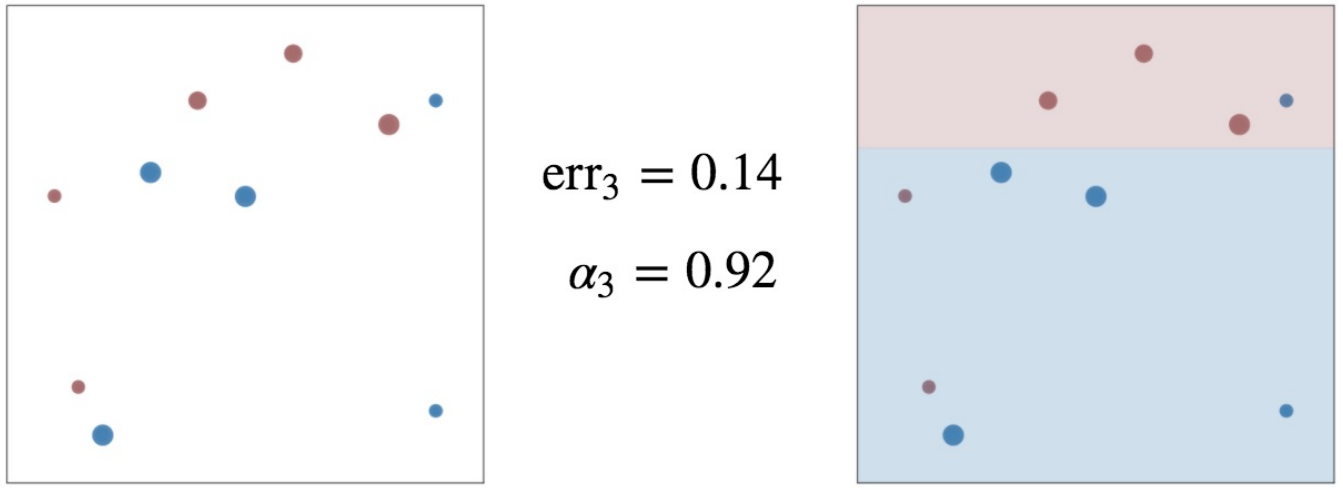 err₃ = 0.14
α₃ = 0.92